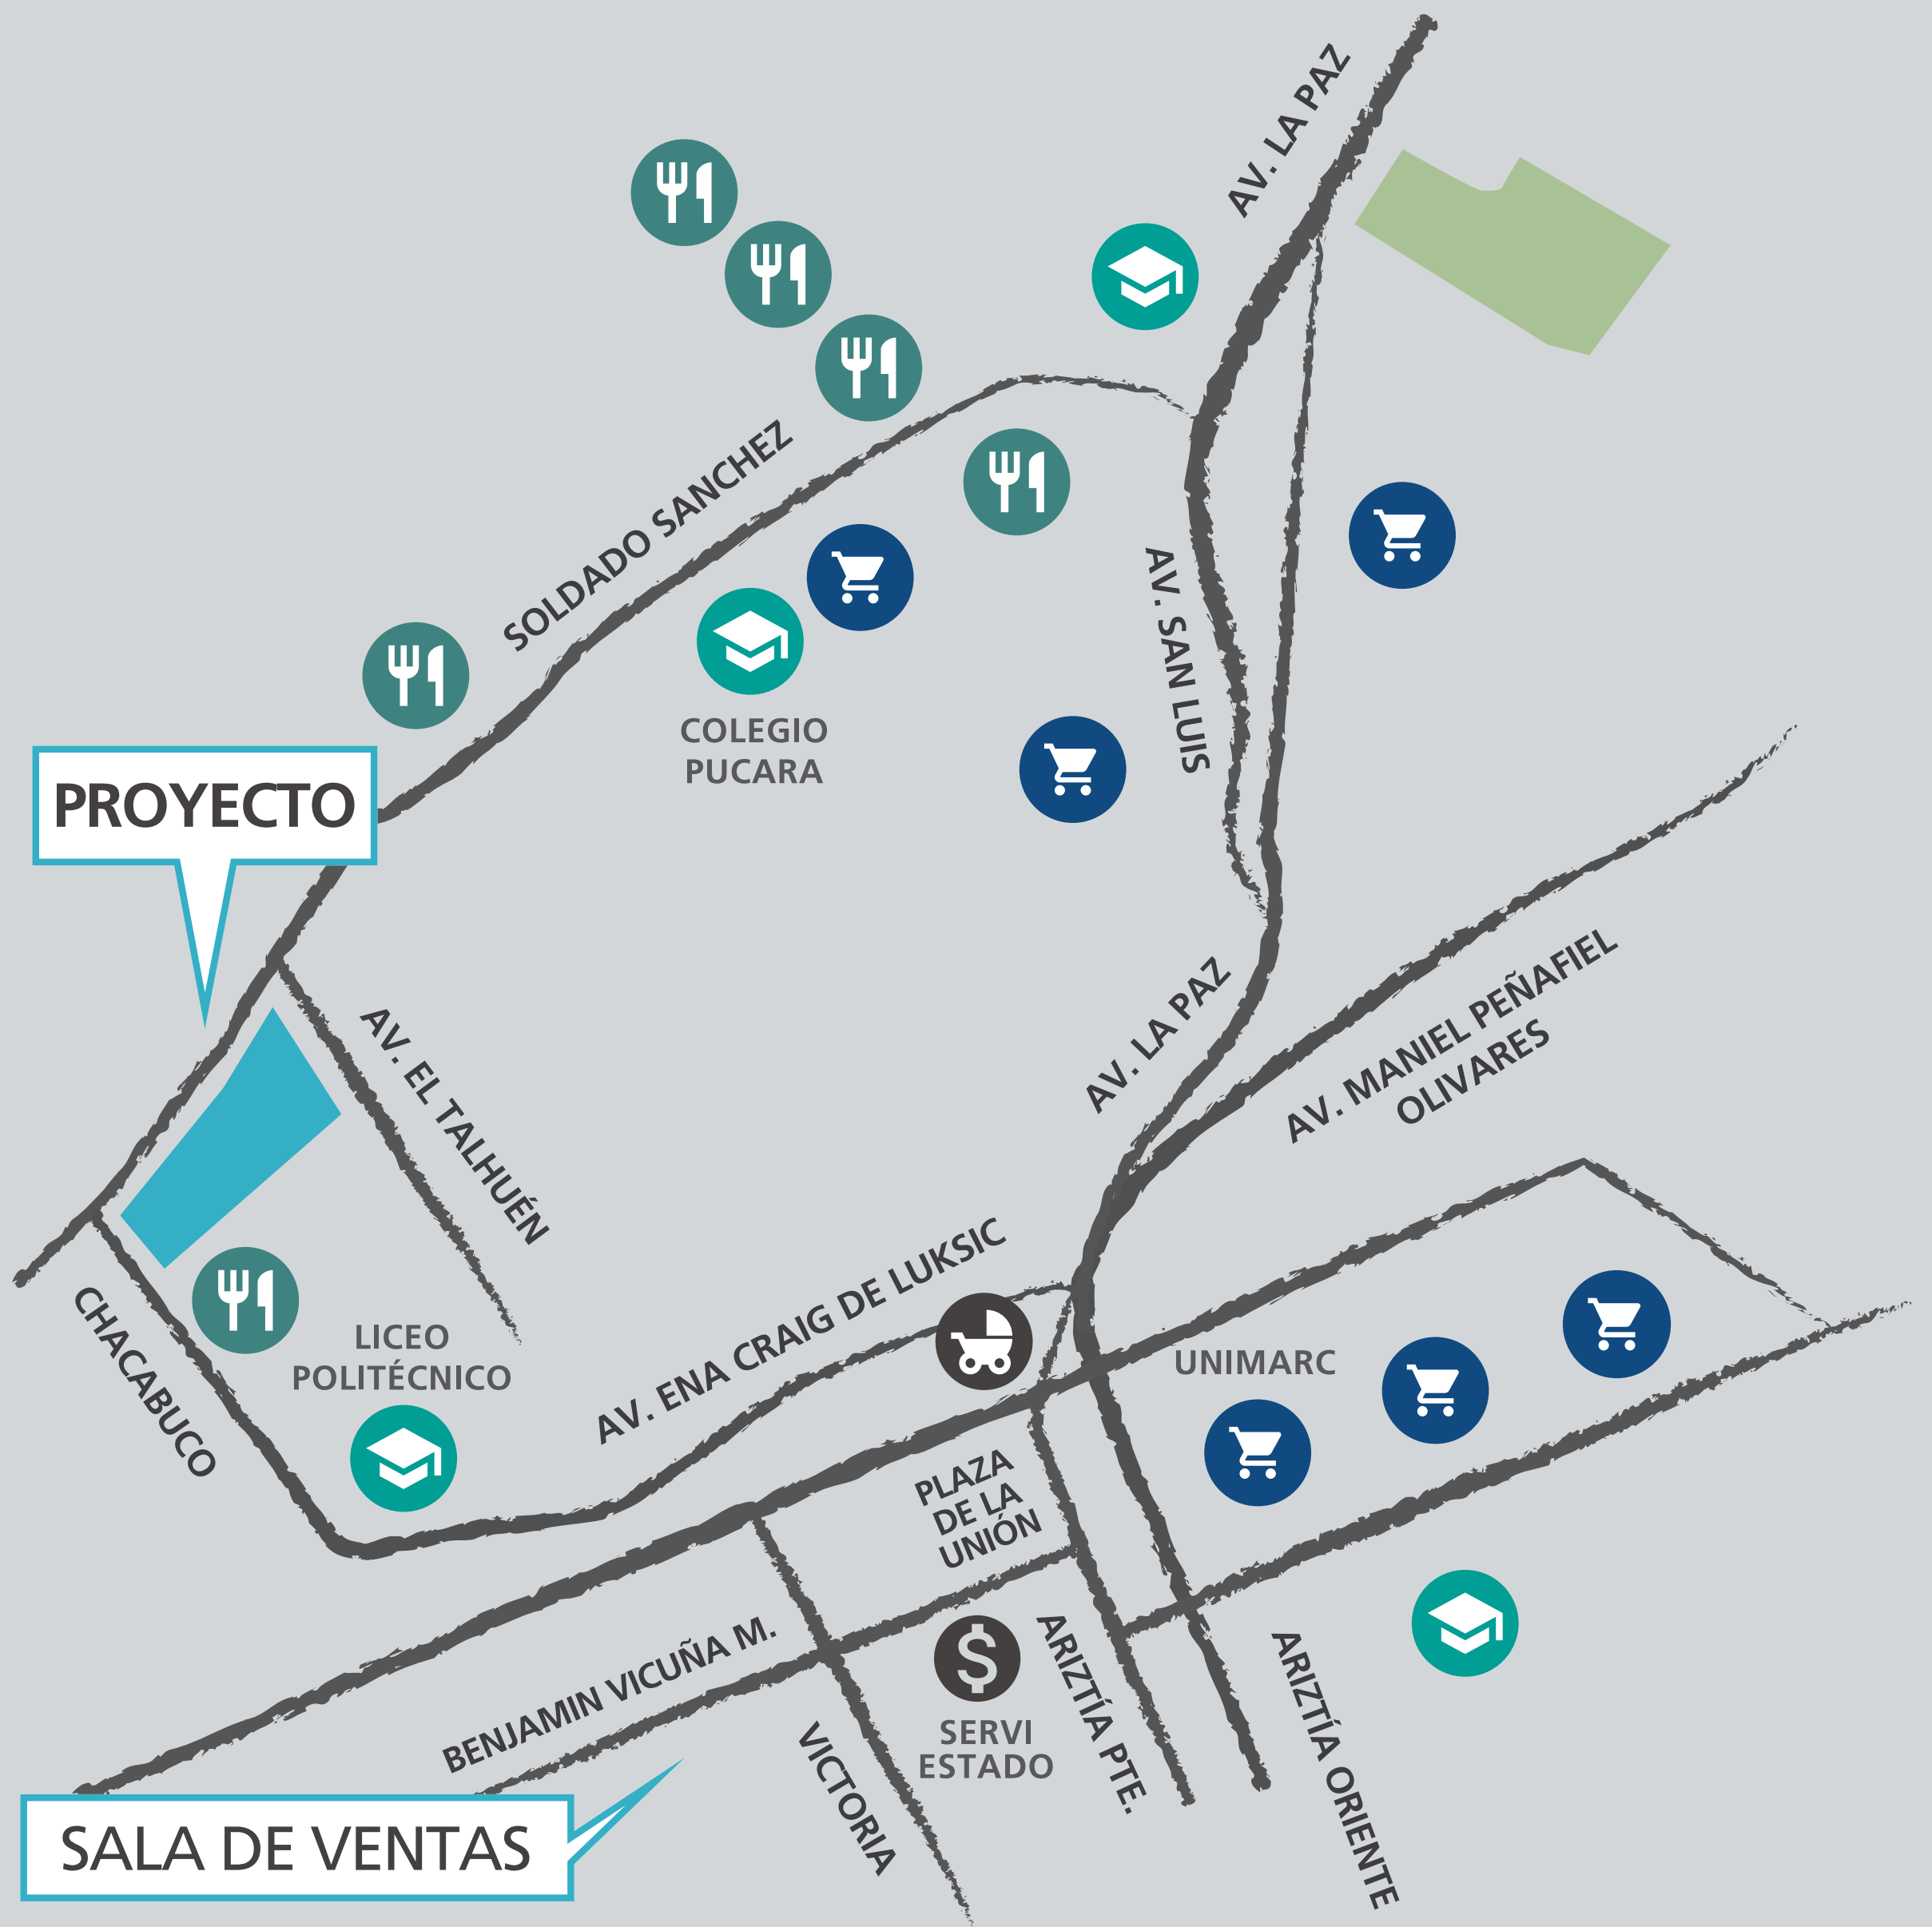 AV. LA PAZ
SOLDADO SANCHEZ
AV. SAN LUIS
COLEGIO
PUCARA
PROYECTO
AV. LA PAZ
AV. MANIEL PEÑAFIEL
OLIVARES
AV. EL TALHUÉN
AV. ENA CRAIG DE LUKSIC
CHACABUCO
LICEO
POLITÉCNICO
UNIMARC
PLAZA
DE LA
UNIÓN
BENJAMIN VICUÑA M.
SERVI
ESTADO
ARIZTÍA PTE.
ARIZTÍA ORIENTE
VICTORIA
SALA DE VENTAS